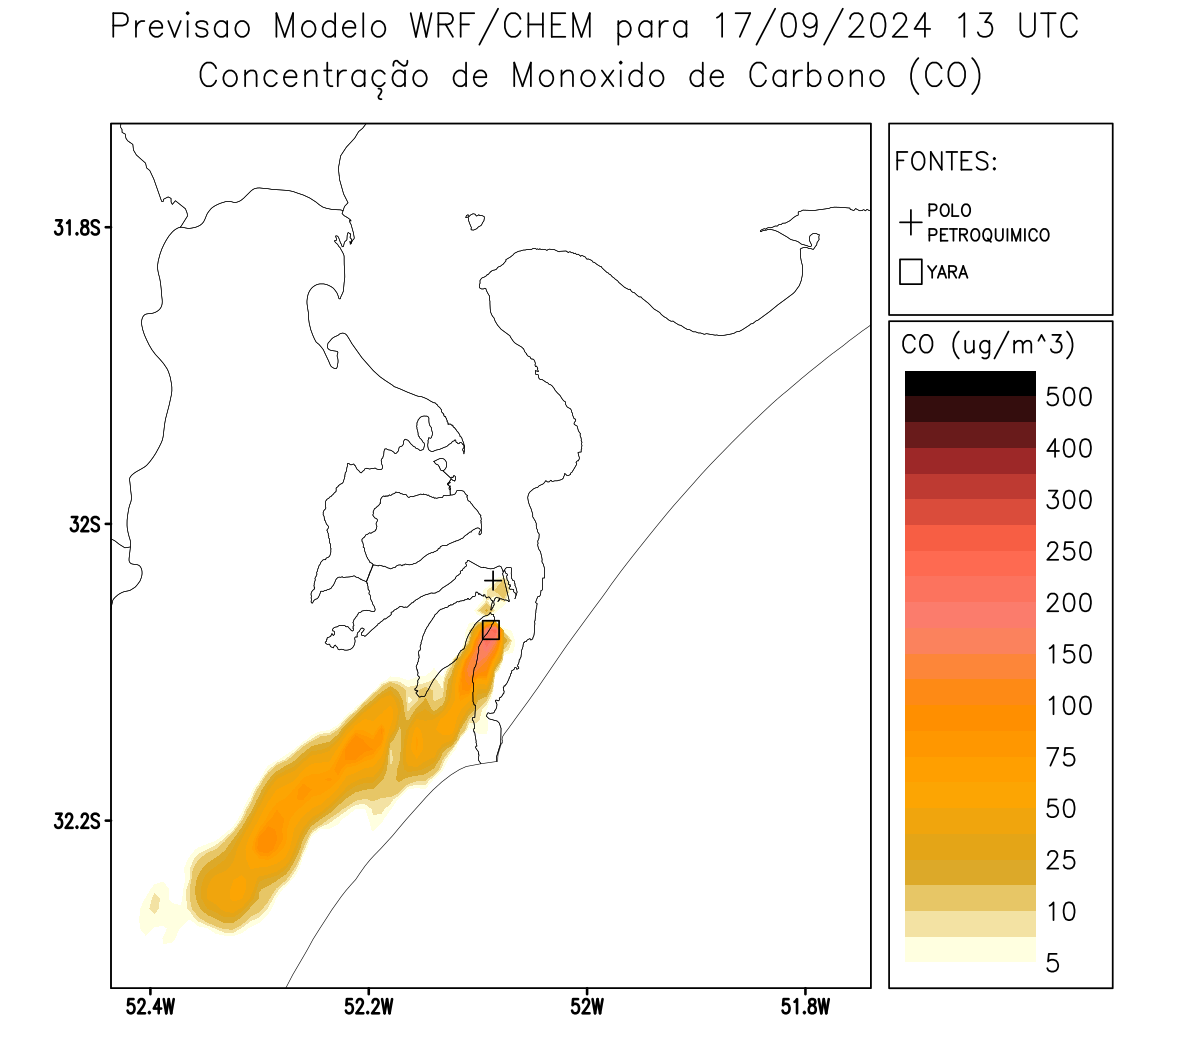 Previsao Modelo WRF/CHEM para 17/09/2024 13 UTC
Concentração de Monoxido de Carbono (CO)
FONTES:
POLO
PETROQUIMICO
YARA
CO (ug/m^3)
500
400
300
250
200
150
100
75
50
25
10
5
31.8S
32S
32.2S
52.4W
52.2W
52W
51.8W